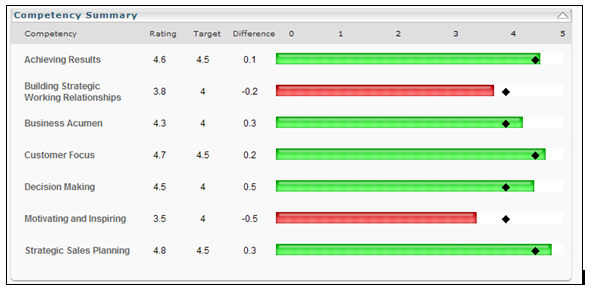 Competency Summary
Competency Rating Target Difference 0 1 2 3 4 5
Achieving Results 4.6 4.5 0.1
Building Strategic
Working Relationships 3.8 4 -0.2
Business Acumen 4.3 4 0.3
Customer Focus 4.7 4.5 0.2
Decision Making 4.5 4 0.5
Motivating and Inspiring 3.5 4 -0.5
Strategic Sales Planning 4.8 4.5 0.3